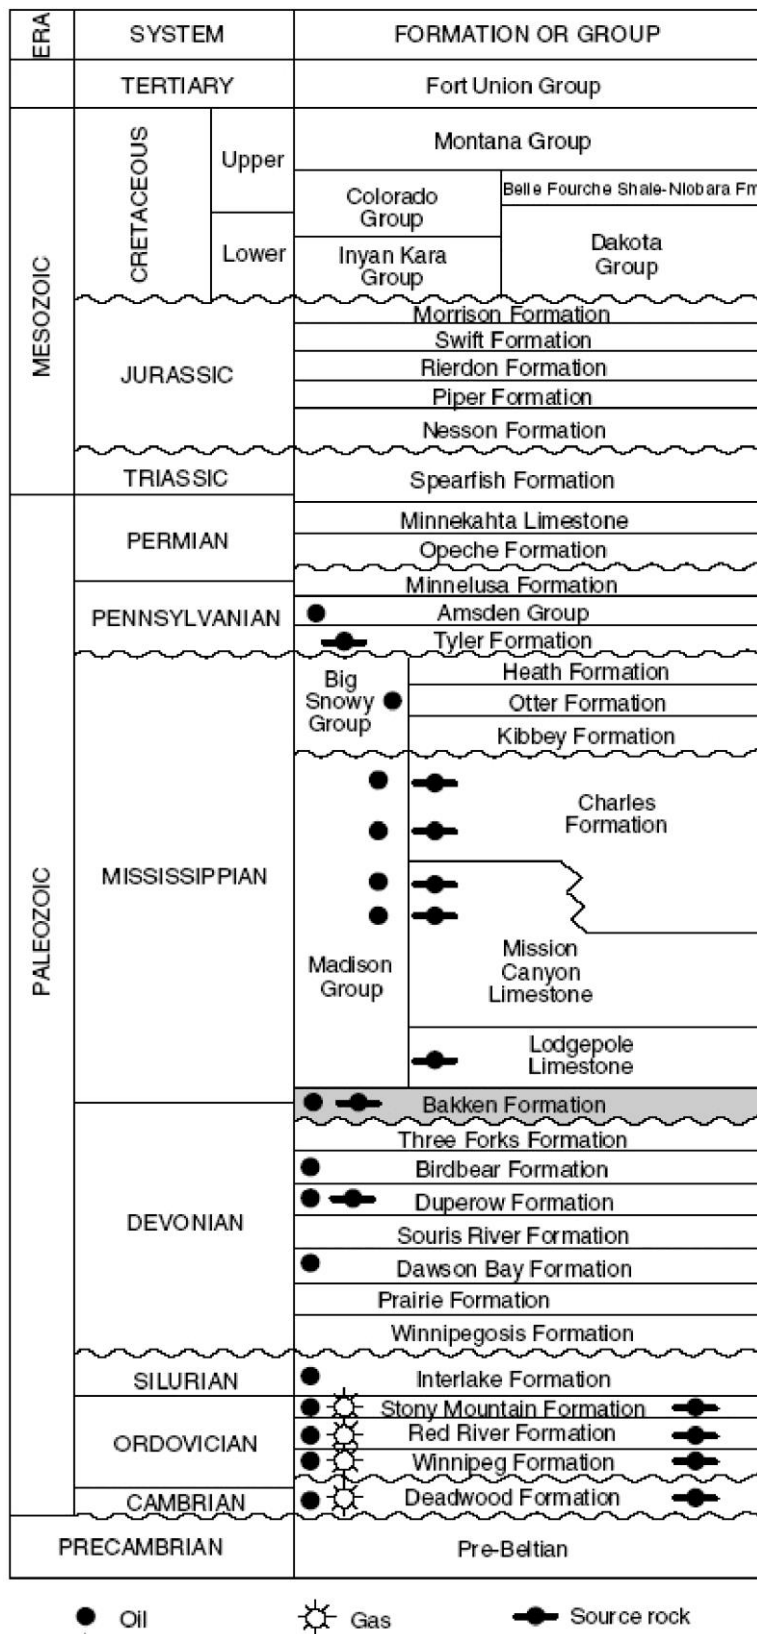 ERA
SYSTEM
FORMATION OR GROUP
TERTIARY
Fort Union Group
MESOZOIC
CRETACEOUS
Upper
Lower
Montana Group
Colorado
Group
Belle Fourche Shale-NIobara Fm
Inyan Kara
Group
Dakota
Group
JURASSIC
Morrison Formation
Swift Formation
Rierdon Formation
Piper Formation
Nesson Formation
TRIASSIC
Spearfish Formation
PALEOZOIC
PERMIAN
Minnekahta Limestone
Opeche Formation
Minnelusa Formation
PENNSYLVANIAN
Amsden Group
Tyler Formation
MISSISSIPPIAN
Big
Snowy
Group
Heath Formation
Otter Formation
Kibbey Formation
Madison
Group
Charles
Formation
Mission
Canyon
Limestone
Lodgepole
Limestone
Bakken Formation
DEVONIAN
Three Forks Formation
Birdbear Formation
Duperow Formation
Souris River Formation
Dawson Bay Formation
Prairie Formation
Winnipegosis Formation
SILURIAN
Interlake Formation
ORDOVICIAN
Stony Mountain Formation
Red River Formation
Winnipeg Formation
CAMBRIAN
Deadwood Formation
PRECAMBRIAN
Pre-Beltian
Oil
Gas
Source rock